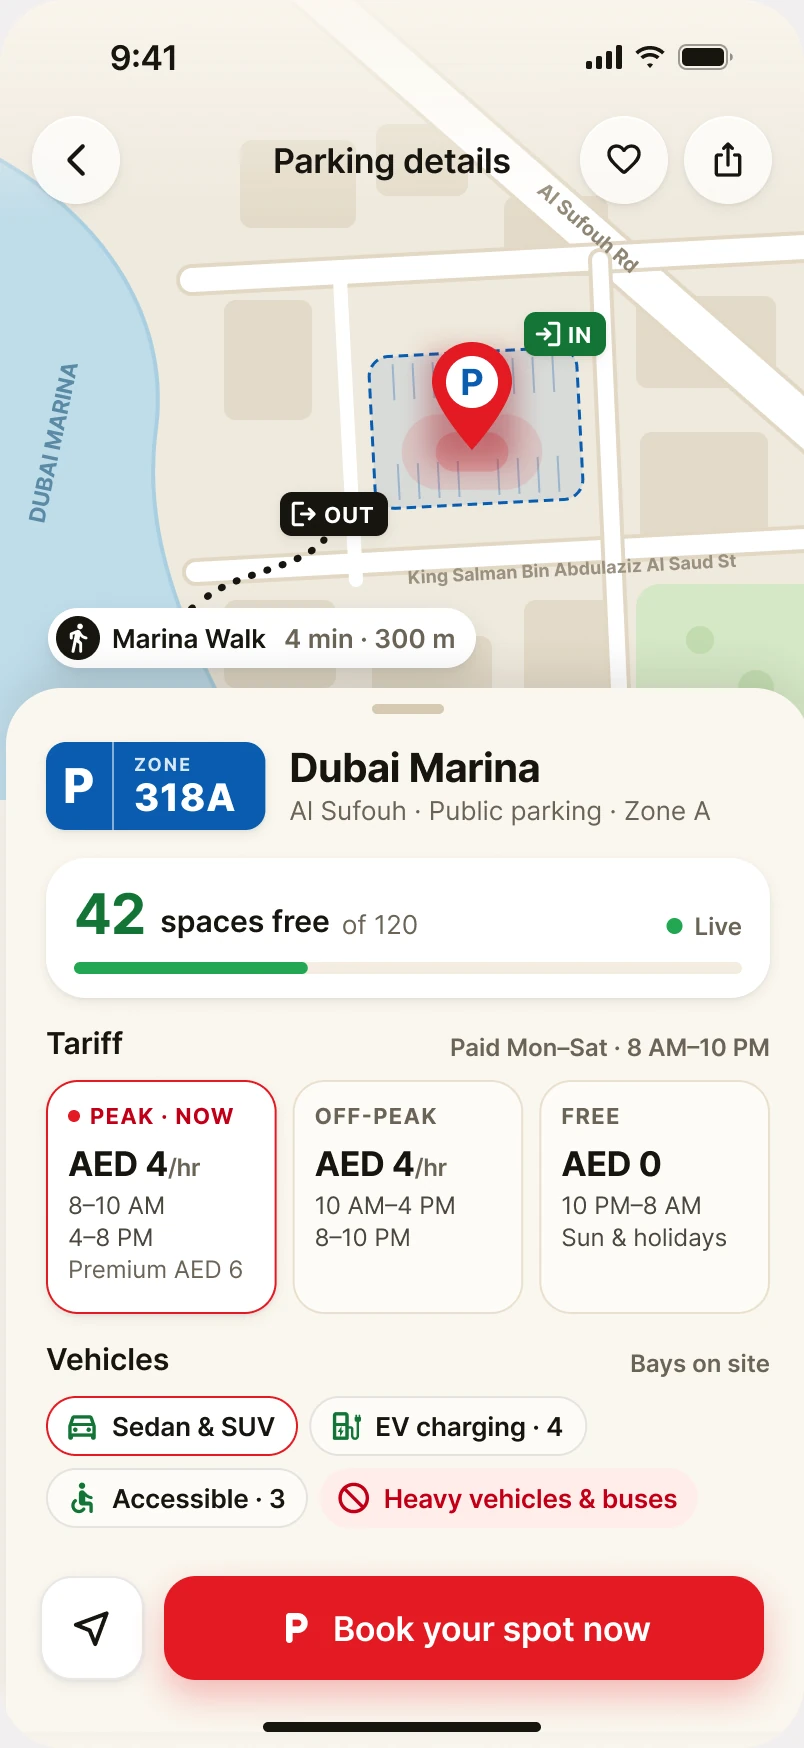 9:41
Parking details
Al Sufouh Rd
IN
P
DUBAI MARINA
OUT
King Salman Bin Abdulaziz Al Saud St
Marina Walk 4 min · 300 m
P ZONE 318A
Dubai Marina
Al Sufouh · Public parking · Zone A
42 spaces free of 120
Live
Tariff
Paid Mon–Sat · 8 AM–10 PM
PEAK · NOW
AED 4/hr
8–10 AM
4–8 PM
Premium AED 6
OFF-PEAK
AED 4/hr
10 AM–4 PM
8–10 PM
FREE
AED 0
10 PM–8 AM
Sun & holidays
Vehicles
Bays on site
Sedan & SUV
EV charging · 4
Accessible · 3
Heavy vehicles & buses
P Book your spot now